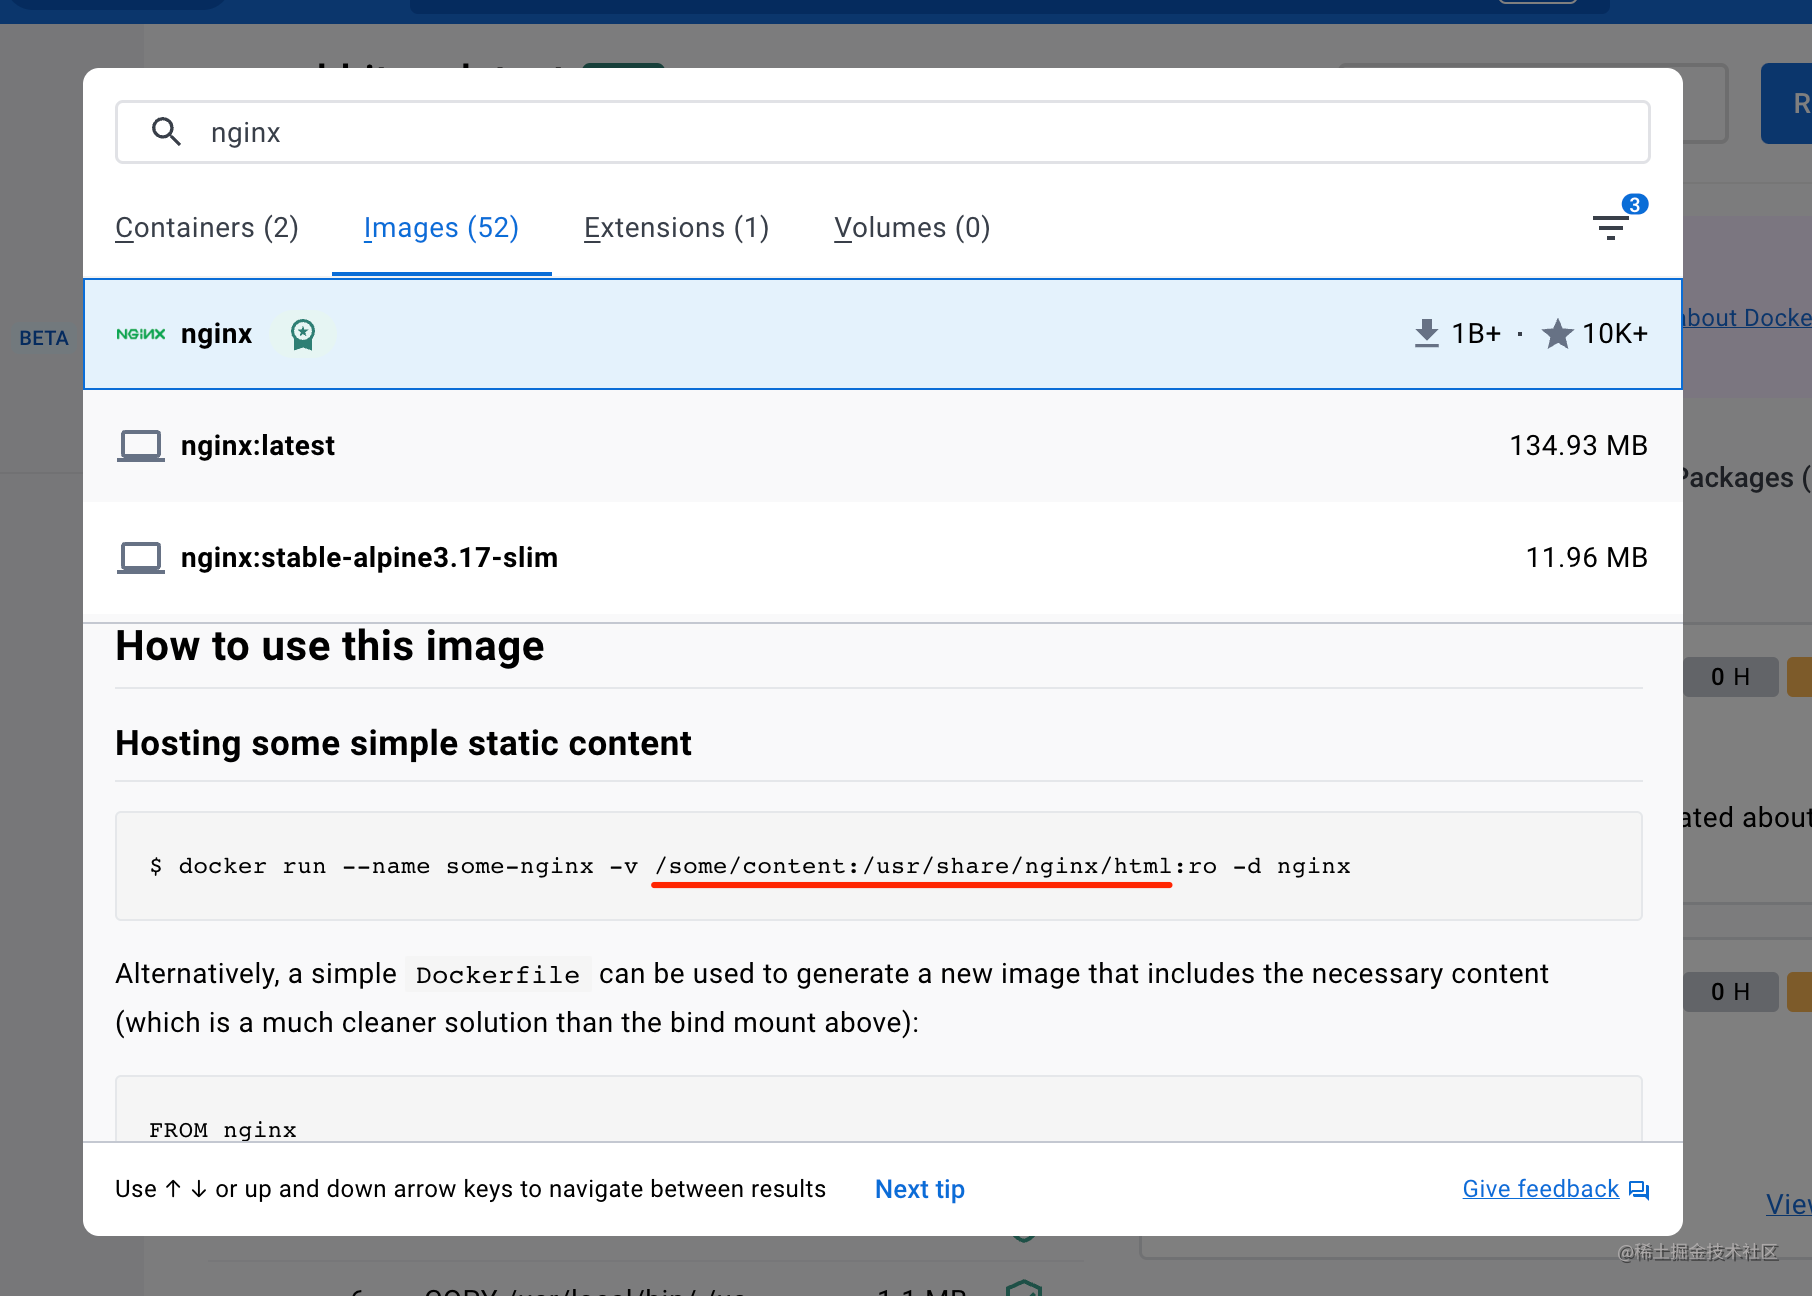 nginx
Containers (2) Images (52) Extensions (1) Volumes (0) 3
BETA
NGINX nginx 1B+ · 10K+
about Docke
nginx:latest 134.93 MB
Packages (
nginx:stable-alpine3.17-slim 11.96 MB
How to use this image
0 H
Hosting some simple static content
ated about
$ docker run --name some-nginx -v /some/content:/usr/share/nginx/html:ro -d nginx
Alternatively, a simple Dockerfile can be used to generate a new image that includes the necessary content
0 H
(which is a much cleaner solution than the bind mount above):
FROM nginx
Use ↑ ↓ or up and down arrow keys to navigate between results Next tip Give feedback
View
@稀土掘金技术社区